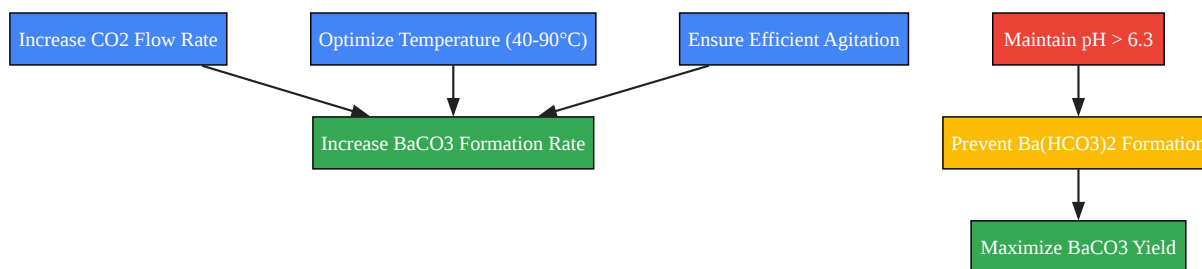 Increase CO2 Flow Rate
Optimize Temperature (40-90°C)
Ensure Efficient Agitation
Maintain pH > 6.3
Increase BaCO3 Formation Rate
Prevent Ba(HCO3)2 Formation
Maximize BaCO3 Yield